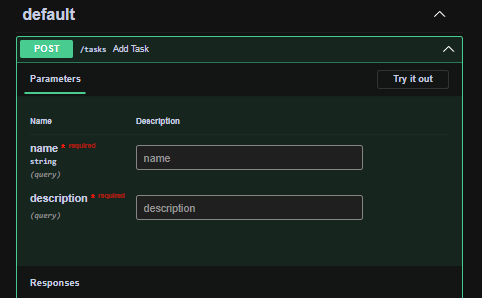 default
POST /tasks Add Task
Parameters
Try it out
Name Description
name * required
string
(query)
name
description * required
(query)
description
Responses